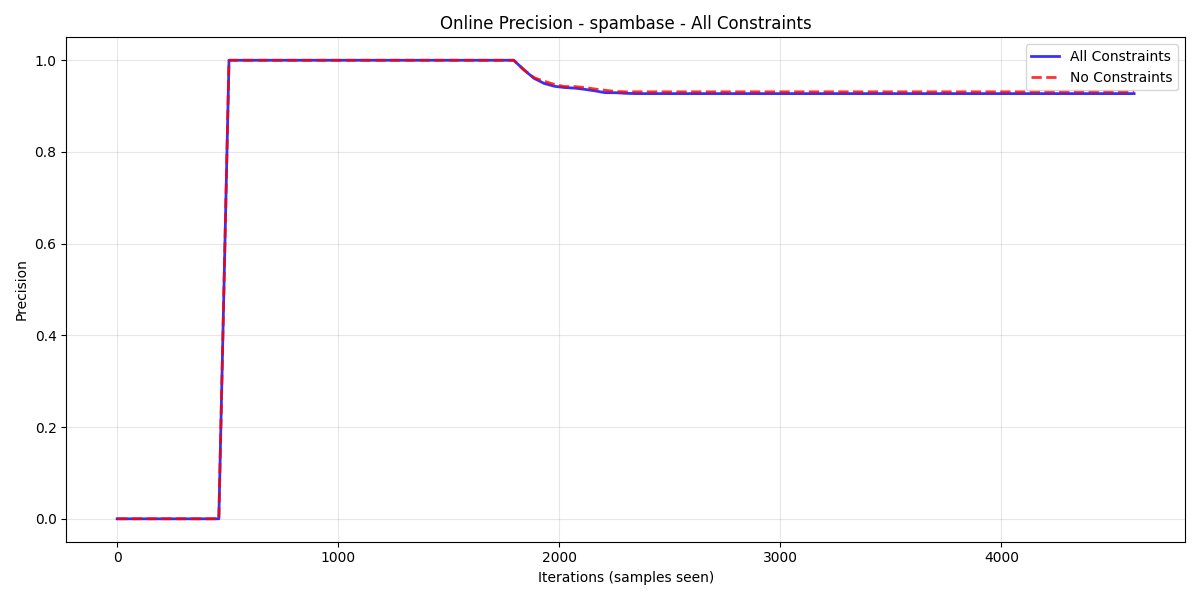 Online Precision - spambase - All Constraints
All Constraints
No Constraints
1.0
0.8
0.6
0.4
0.2
0.0
Precision
0 1000 2000 3000 4000
Iterations (samples seen)